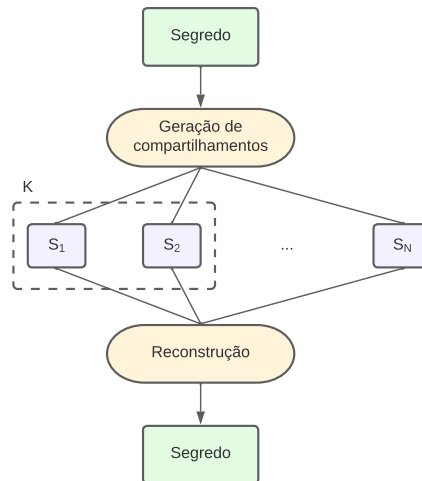 Segredo
Geração de
compartilhamentos
K
S1
S2
...
SN
Reconstrução
Segredo